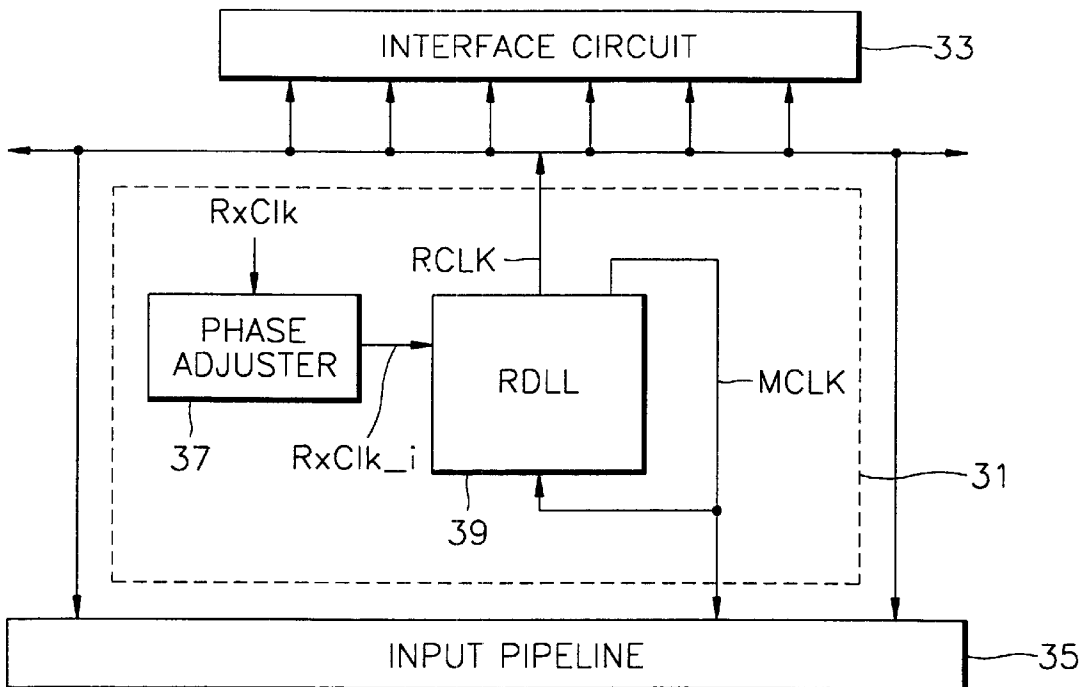 INTERFACE CIRCUIT
33
RxClk
RCLK
PHASE
ADJUSTER
RDLL
MCLK
37
RxClk_i
39
31
INPUT PIPELINE
35